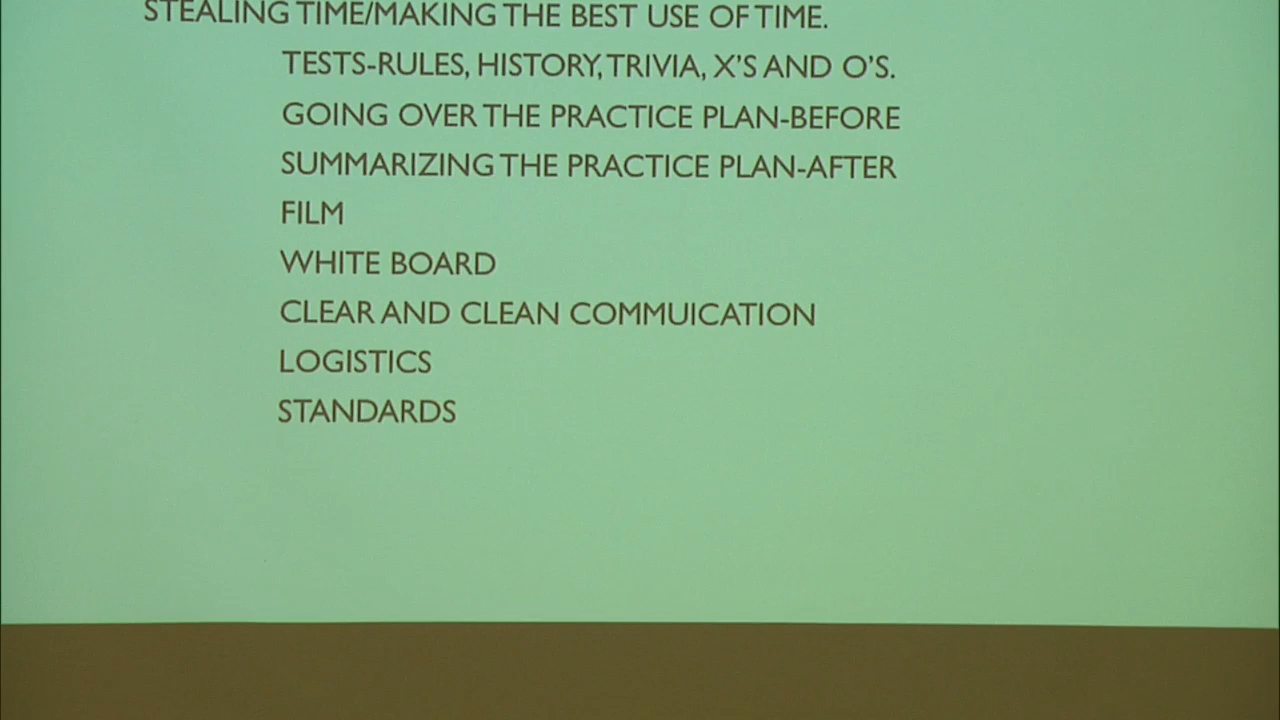 STEALING TIME/MAKING THE BEST USE OF TIME.
TESTS-RULES, HISTORY, TRIVIA, X'S AND O'S.
GOING OVER THE PRACTICE PLAN-BEFORE
SUMMARIZING THE PRACTICE PLAN-AFTER
FILM
WHITE BOARD
CLEAR AND CLEAN COMMUICATION
LOGISTICS
STANDARDS